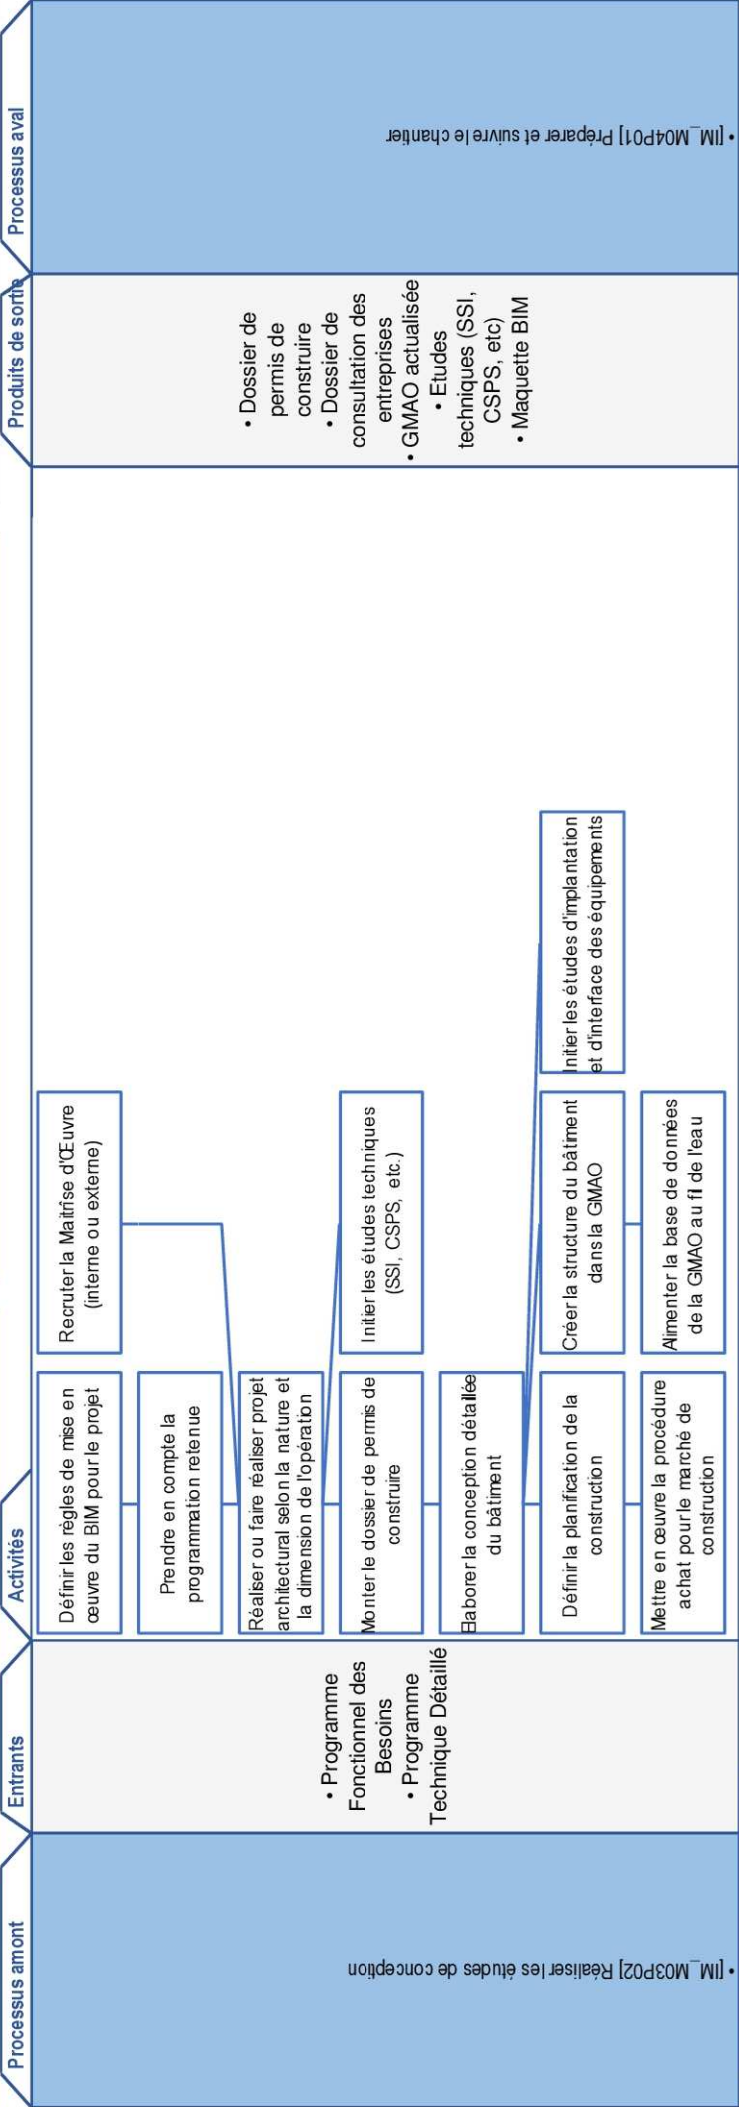 Processus amont
• [IM_M03P02] Réaliser les études de conception
Entrants
• Programme
Fonctionnel des
Besoins
• Programme
Technique Détaillé
Activités
Définir les règles de mise en
œuvre du BIM pour le projet
Recruter la Maitrise d'Œuvre
(interne ou externe)
Prendre en compte la
programmation retenue
Réaliser ou faire réaliser projet
architectural selon la nature et
la dimension de l'opération
Monter le dossier de permis de
construire
Initier les études techniques
(SSI, CSPS, etc.)
Elaborer la conception détaillée
du bâtiment
Définir la planification de la
construction
Créer la structure du bâtiment
dans la GMAO
Initier les études d'implantation
et d'interface des équipements
Mettre en œuvre la procédure
achat pour le marché de
construction
Alimenter la base de données
de la GMAO au fil de l'eau
Produits de sortie
• Dossier de
permis de
construire
• Dossier de
consultation des
entreprises
• GMAO actualisée
• Etudes
techniques (SSI,
CSPS, etc)
• Maquette BIM
Processus aval
• [IM_M04P01] Préparer et suivre le chantier